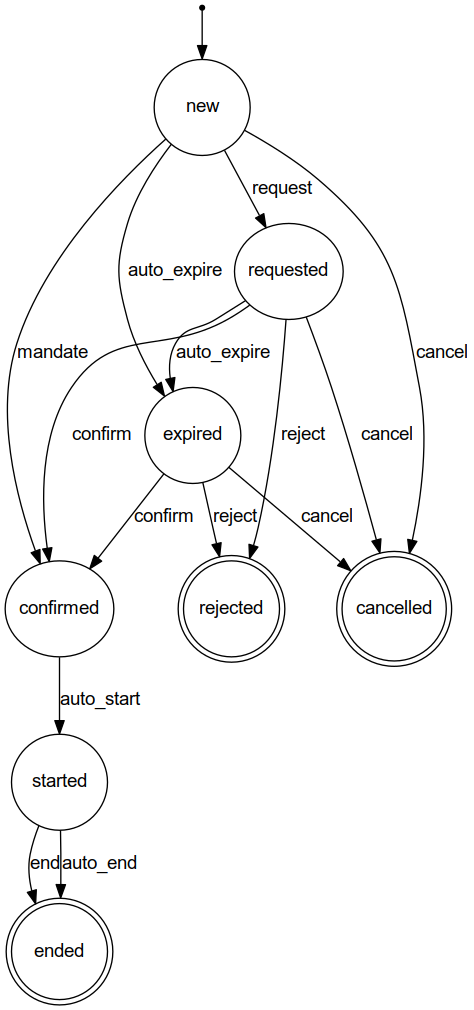 new
request
requested
auto_expire
mandate
auto_expire
cancel
confirm
expired
reject
cancel
confirm
reject
cancel
confirmed
rejected
cancelled
auto_start
started
end
auto_end
ended